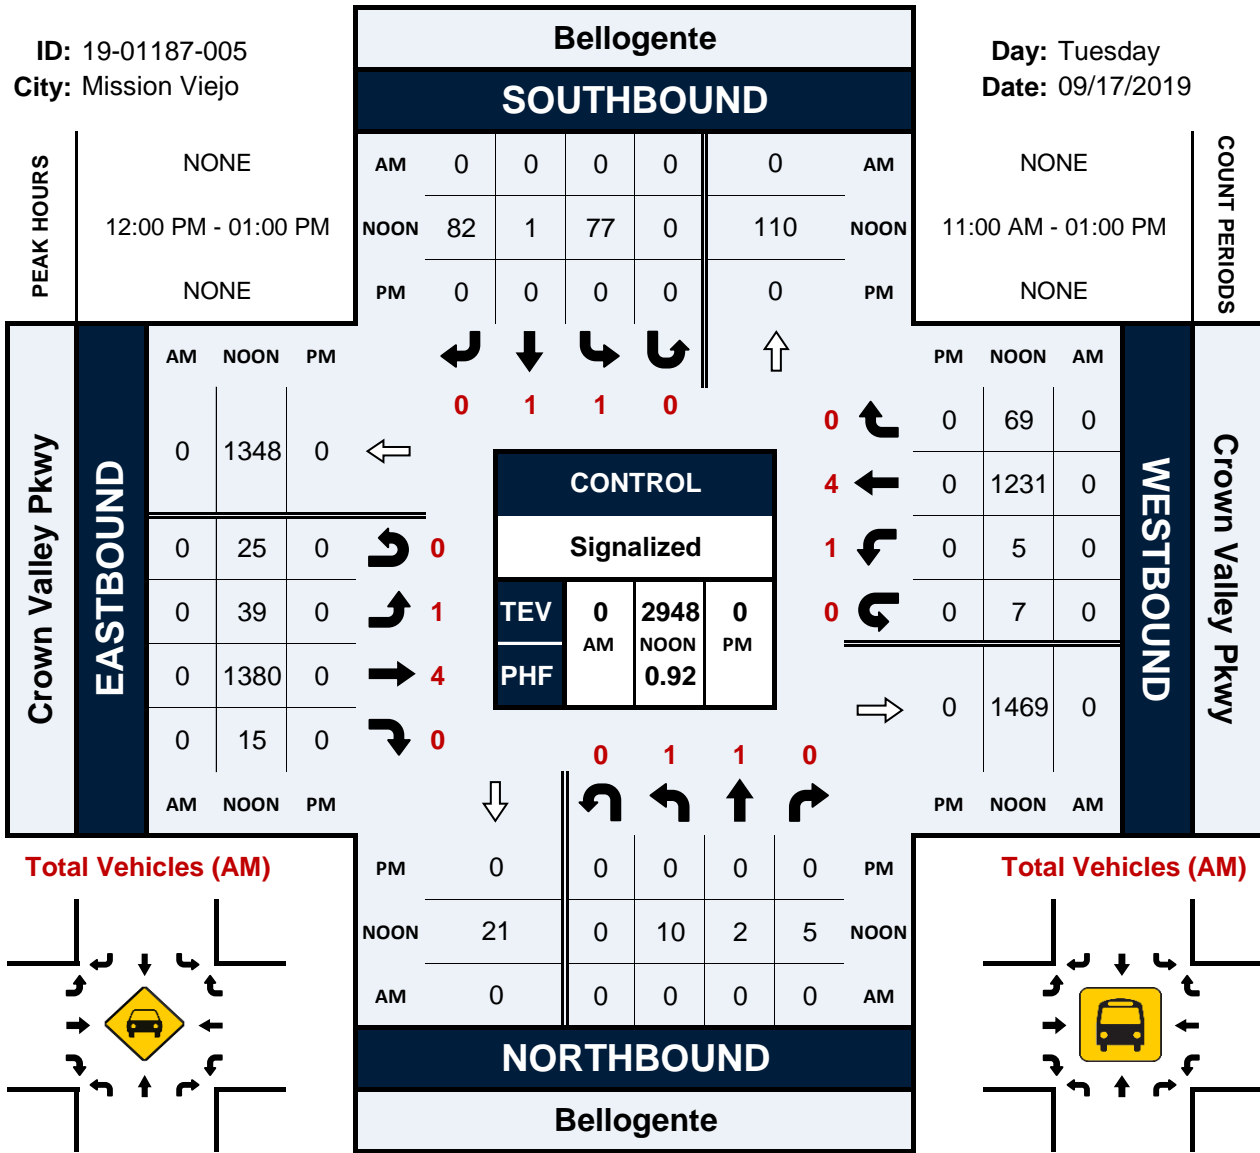 Bellogente
ID: 19-01187-005
Day: Tuesday
City: Mission Viejo
Date: 09/17/2019
SOUTHBOUND
PEAK HOURS
NONE
AM 0 0 0 0 0 AM
NONE
COUNT PERIODS
12:00 PM - 01:00 PM
NOON 82 1 77 0 110 NOON
11:00 AM - 01:00 PM
NONE
PM 0 0 0 0 0 PM
NONE
AM NOON PM
PM NOON AM
0 1 1 0
0 0 69 0
0 1348 0
4 0 1231 0
Crown Valley Pkwy
EASTBOUND
CONTROL
WESTBOUND
Crown Valley Pkwy
0 25 0 0
Signalized
1 0 5 0
0 39 0 1
TEV 0 2948 0
AM NOON PM
PHF 0.92
0 0 7 0
0 1380 0 4
0 1469 0
0 15 0 0
0 1 1 0
AM NOON PM
PM NOON AM
Total Vehicles (AM)
PM 0 0 0 0 0 PM
Total Vehicles (AM)
NOON 21 0 10 2 5 NOON
AM 0 0 0 0 0 AM
NORTHBOUND
Bellogente